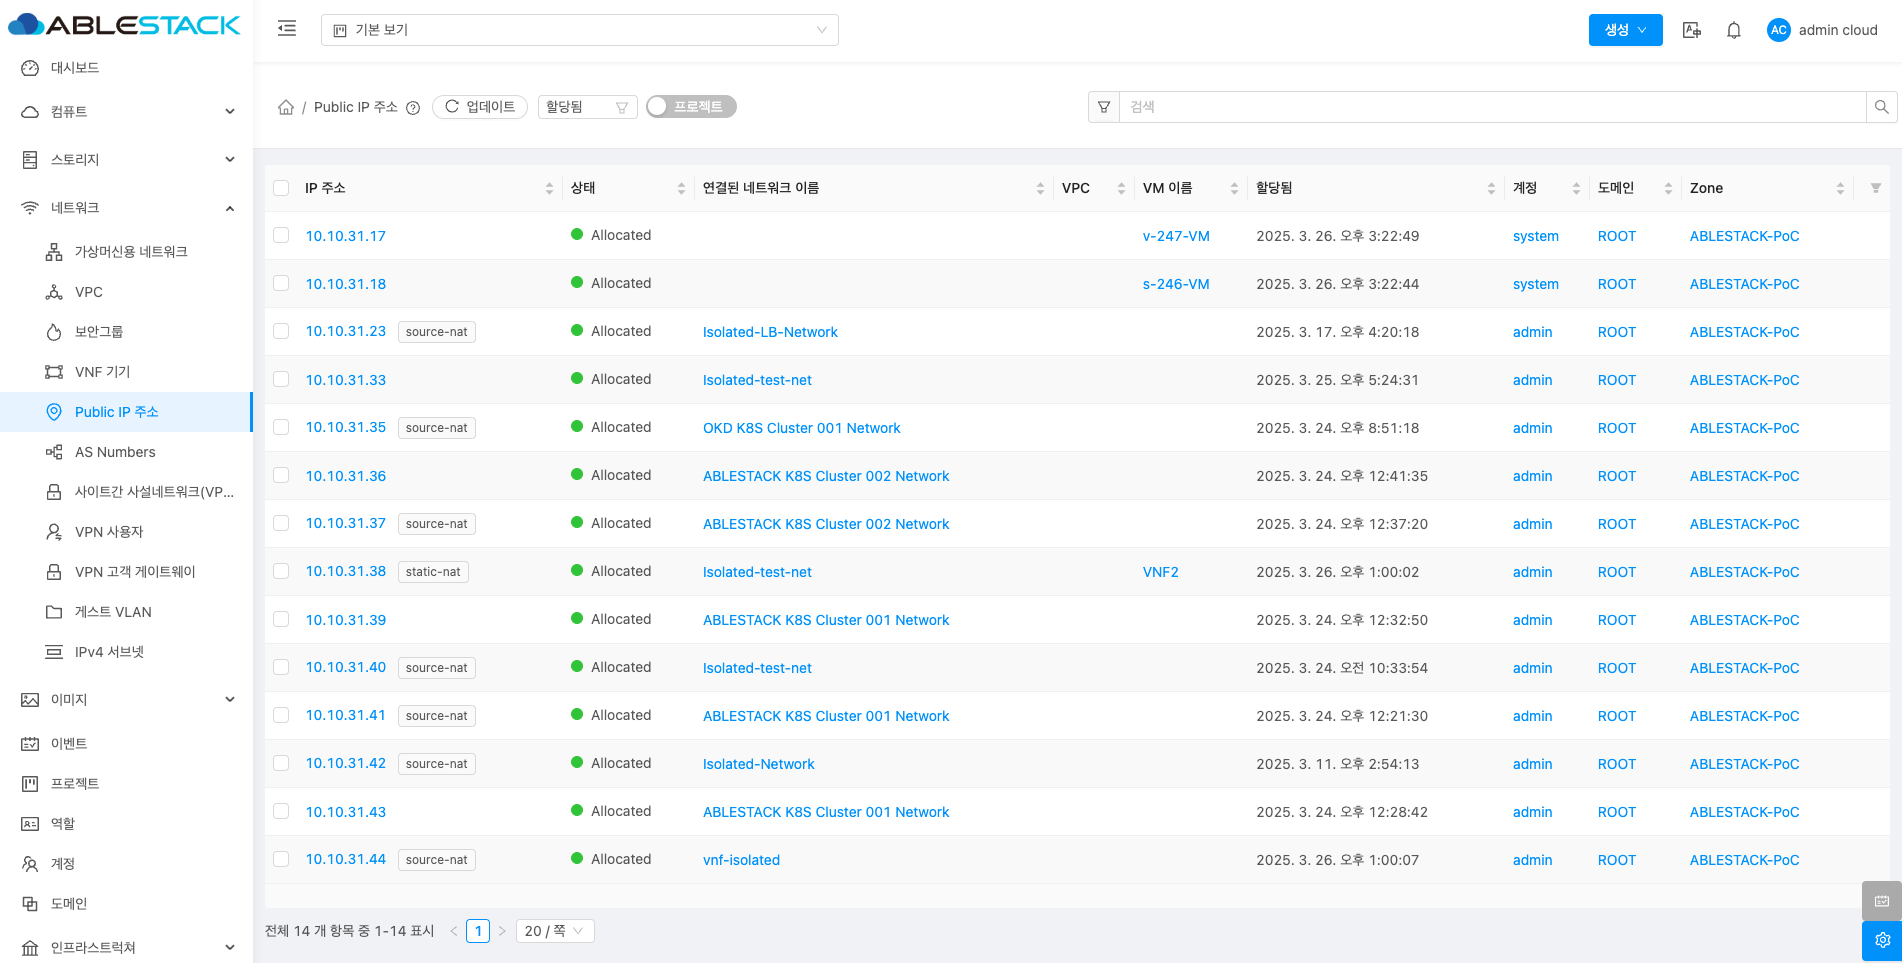 ABLESTACK
기본 보기
생성
AC
admin cloud
대시보드
컴퓨트
스토리지
네트워크
가상머신용 네트워크
VPC
보안그룹
VNF 기기
Public IP 주소
AS Numbers
사이트간 사설네트워크(VP...
VPN 사용자
VPN 고객 게이트웨이
게스트 VLAN
IPv4 서브넷
이미지
이벤트
프로젝트
역할
계정
도메인
인프라스트럭쳐
/ Public IP 주소 업데이트 할당됨 프로젝트 검색
IP 주소 상태 연결된 네트워크 이름 VPC VM 이름 할당됨 계정 도메인 Zone
10.10.31.17 Allocated v-247-VM 2025. 3. 26. 오후 3:22:49 system ROOT ABLESTACK-PoC
10.10.31.18 Allocated s-246-VM 2025. 3. 26. 오후 3:22:44 system ROOT ABLESTACK-PoC
10.10.31.23 source-nat Allocated Isolated-LB-Network 2025. 3. 17. 오후 4:20:18 admin ROOT ABLESTACK-PoC
10.10.31.33 Allocated Isolated-test-net 2025. 3. 25. 오후 5:24:31 admin ROOT ABLESTACK-PoC
10.10.31.35 source-nat Allocated OKD K8S Cluster 001 Network 2025. 3. 24. 오후 8:51:18 admin ROOT ABLESTACK-PoC
10.10.31.36 Allocated ABLESTACK K8S Cluster 002 Network 2025. 3. 24. 오후 12:41:35 admin ROOT ABLESTACK-PoC
10.10.31.37 source-nat Allocated ABLESTACK K8S Cluster 002 Network 2025. 3. 24. 오후 12:37:20 admin ROOT ABLESTACK-PoC
10.10.31.38 static-nat Allocated Isolated-test-net VNF2 2025. 3. 26. 오후 1:00:02 admin ROOT ABLESTACK-PoC
10.10.31.39 Allocated ABLESTACK K8S Cluster 001 Network 2025. 3. 24. 오후 12:32:50 admin ROOT ABLESTACK-PoC
10.10.31.40 source-nat Allocated Isolated-test-net 2025. 3. 24. 오전 10:33:54 admin ROOT ABLESTACK-PoC
10.10.31.41 source-nat Allocated ABLESTACK K8S Cluster 001 Network 2025. 3. 24. 오후 12:21:30 admin ROOT ABLESTACK-PoC
10.10.31.42 source-nat Allocated Isolated-Network 2025. 3. 11. 오후 2:54:13 admin ROOT ABLESTACK-PoC
10.10.31.43 Allocated ABLESTACK K8S Cluster 001 Network 2025. 3. 24. 오후 12:28:42 admin ROOT ABLESTACK-PoC
10.10.31.44 source-nat Allocated vnf-isolated 2025. 3. 26. 오후 1:00:07 admin ROOT ABLESTACK-PoC
전체 14 개 항목 중 1-14 표시 < 1 > 20 / 쪽